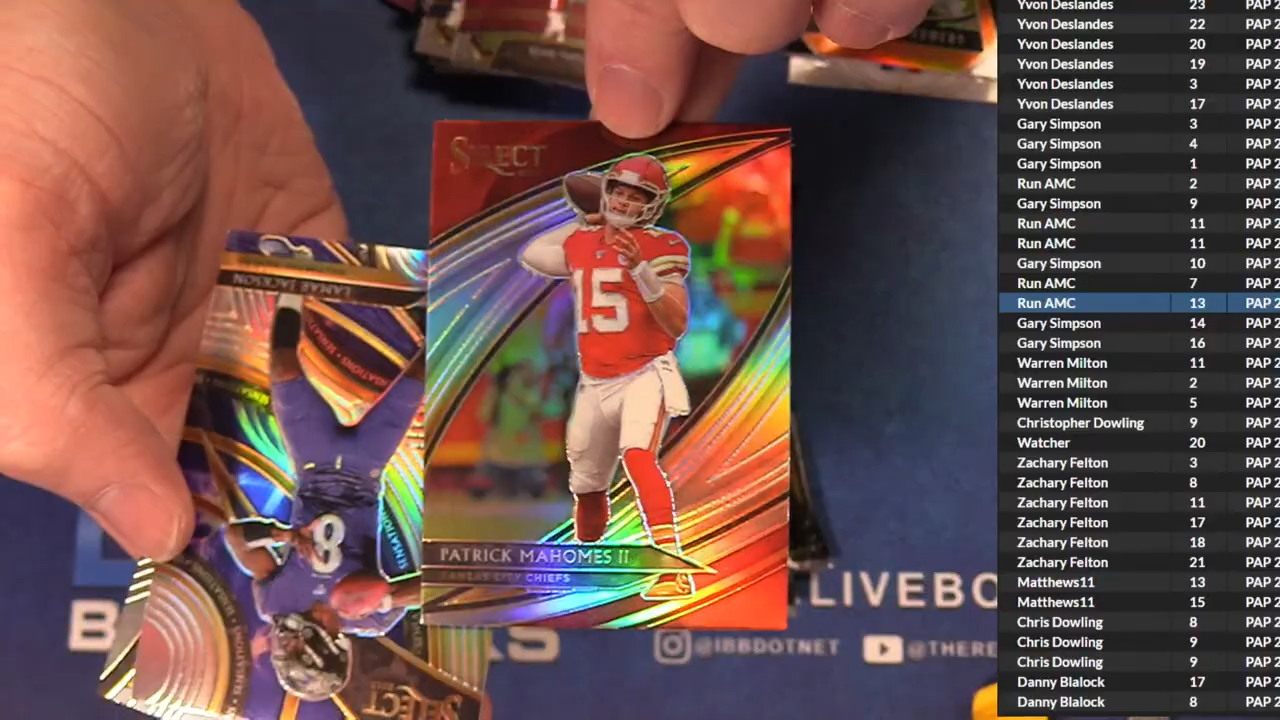 SELECT
15
PATRICK MAHOMES II
KANSAS CITY CHIEFS
LAMAR JACKSON
8
SELECT
.LIVEBO
@IBBDOTNET
@THERE
Yvon Deslandes 23 PAP 2
Yvon Deslandes 22 PAP 2
Yvon Deslandes 20 PAP 2
Yvon Deslandes 19 PAP 2
Yvon Deslandes 3 PAP 2
Yvon Deslandes 17 PAP 2
Gary Simpson 3 PAP 2
Gary Simpson 4 PAP 2
Gary Simpson 1 PAP 2
Run AMC 2 PAP 2
Gary Simpson 9 PAP 2
Run AMC 11 PAP 2
Run AMC 11 PAP 2
Gary Simpson 10 PAP 2
Run AMC 7 PAP 2
Run AMC 13 PAP 2
Gary Simpson 14 PAP 2
Gary Simpson 16 PAP 2
Warren Milton 11 PAP 2
Warren Milton 2 PAP 2
Warren Milton 5 PAP 2
Christopher Dowling 9 PAP 2
Watcher 20 PAP 2
Zachary Felton 3 PAP 2
Zachary Felton 8 PAP 2
Zachary Felton 11 PAP 2
Zachary Felton 17 PAP 2
Zachary Felton 18 PAP 2
Zachary Felton 21 PAP 2
Matthews11 13 PAP 2
Matthews11 15 PAP 2
Chris Dowling 8 PAP 2
Chris Dowling 9 PAP 2
Chris Dowling 9 PAP 2
Danny Blalock 17 PAP 2
Danny Blalock 8 PAP 2